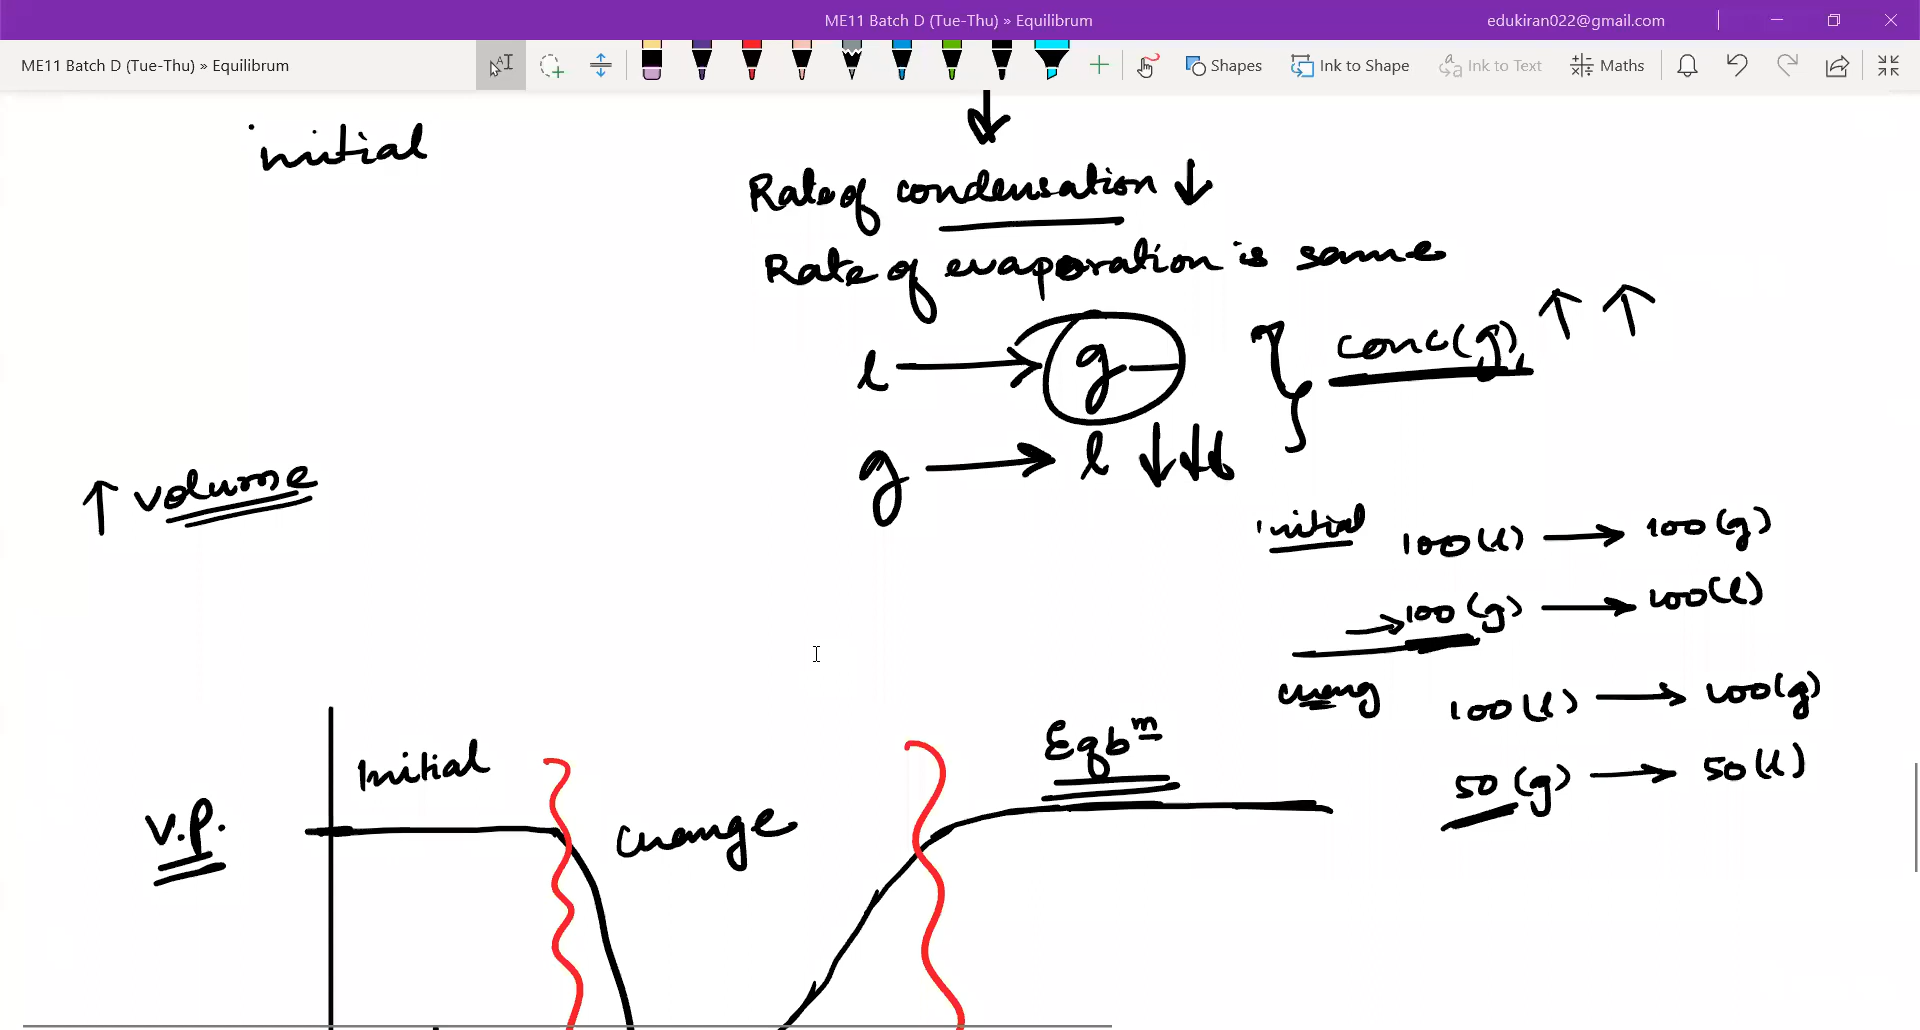 ME11 Batch D (Tue-Thu) » Equilibrum
edukiran022@gmail.com
ME11 Batch D (Tue-Thu) » Equilibrum
Shapes
Ink to Shape
Ink to Text
Maths
initial
↓
Rate of condensation ↓
Rate of evaporation is same
l → g
conc(g) ↑ ↑
g → l ↓↓↓
↑ volume
initial 100(l) → 100(g)
→ 100(g) → 100(l)
chang 100(l) → 100(g)
50(g) → 50(l)
Initial
Eqbᵐ
V.P.
change